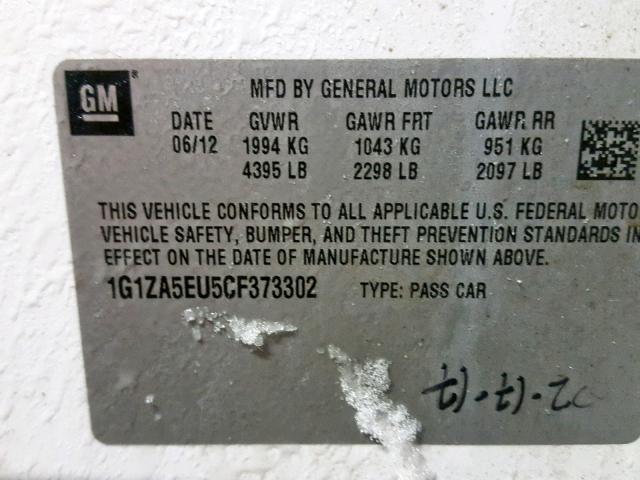 GM ®
MFD BY GENERAL MOTORS LLC
DATE GVWR GAWR FRT GAWR RR
06/12 1994 KG 1043 KG 951 KG
4395 LB 2298 LB 2097 LB
THIS VEHICLE CONFORMS TO ALL APPLICABLE U.S. FEDERAL MOTO
VEHICLE SAFETY, BUMPER, AND THEFT PREVENTION STANDARDS IN
EFFECT ON THE DATE OF MANUFACTURE SHOWN ABOVE.
1G1ZA5EU5CF373302 TYPE: PASS CAR